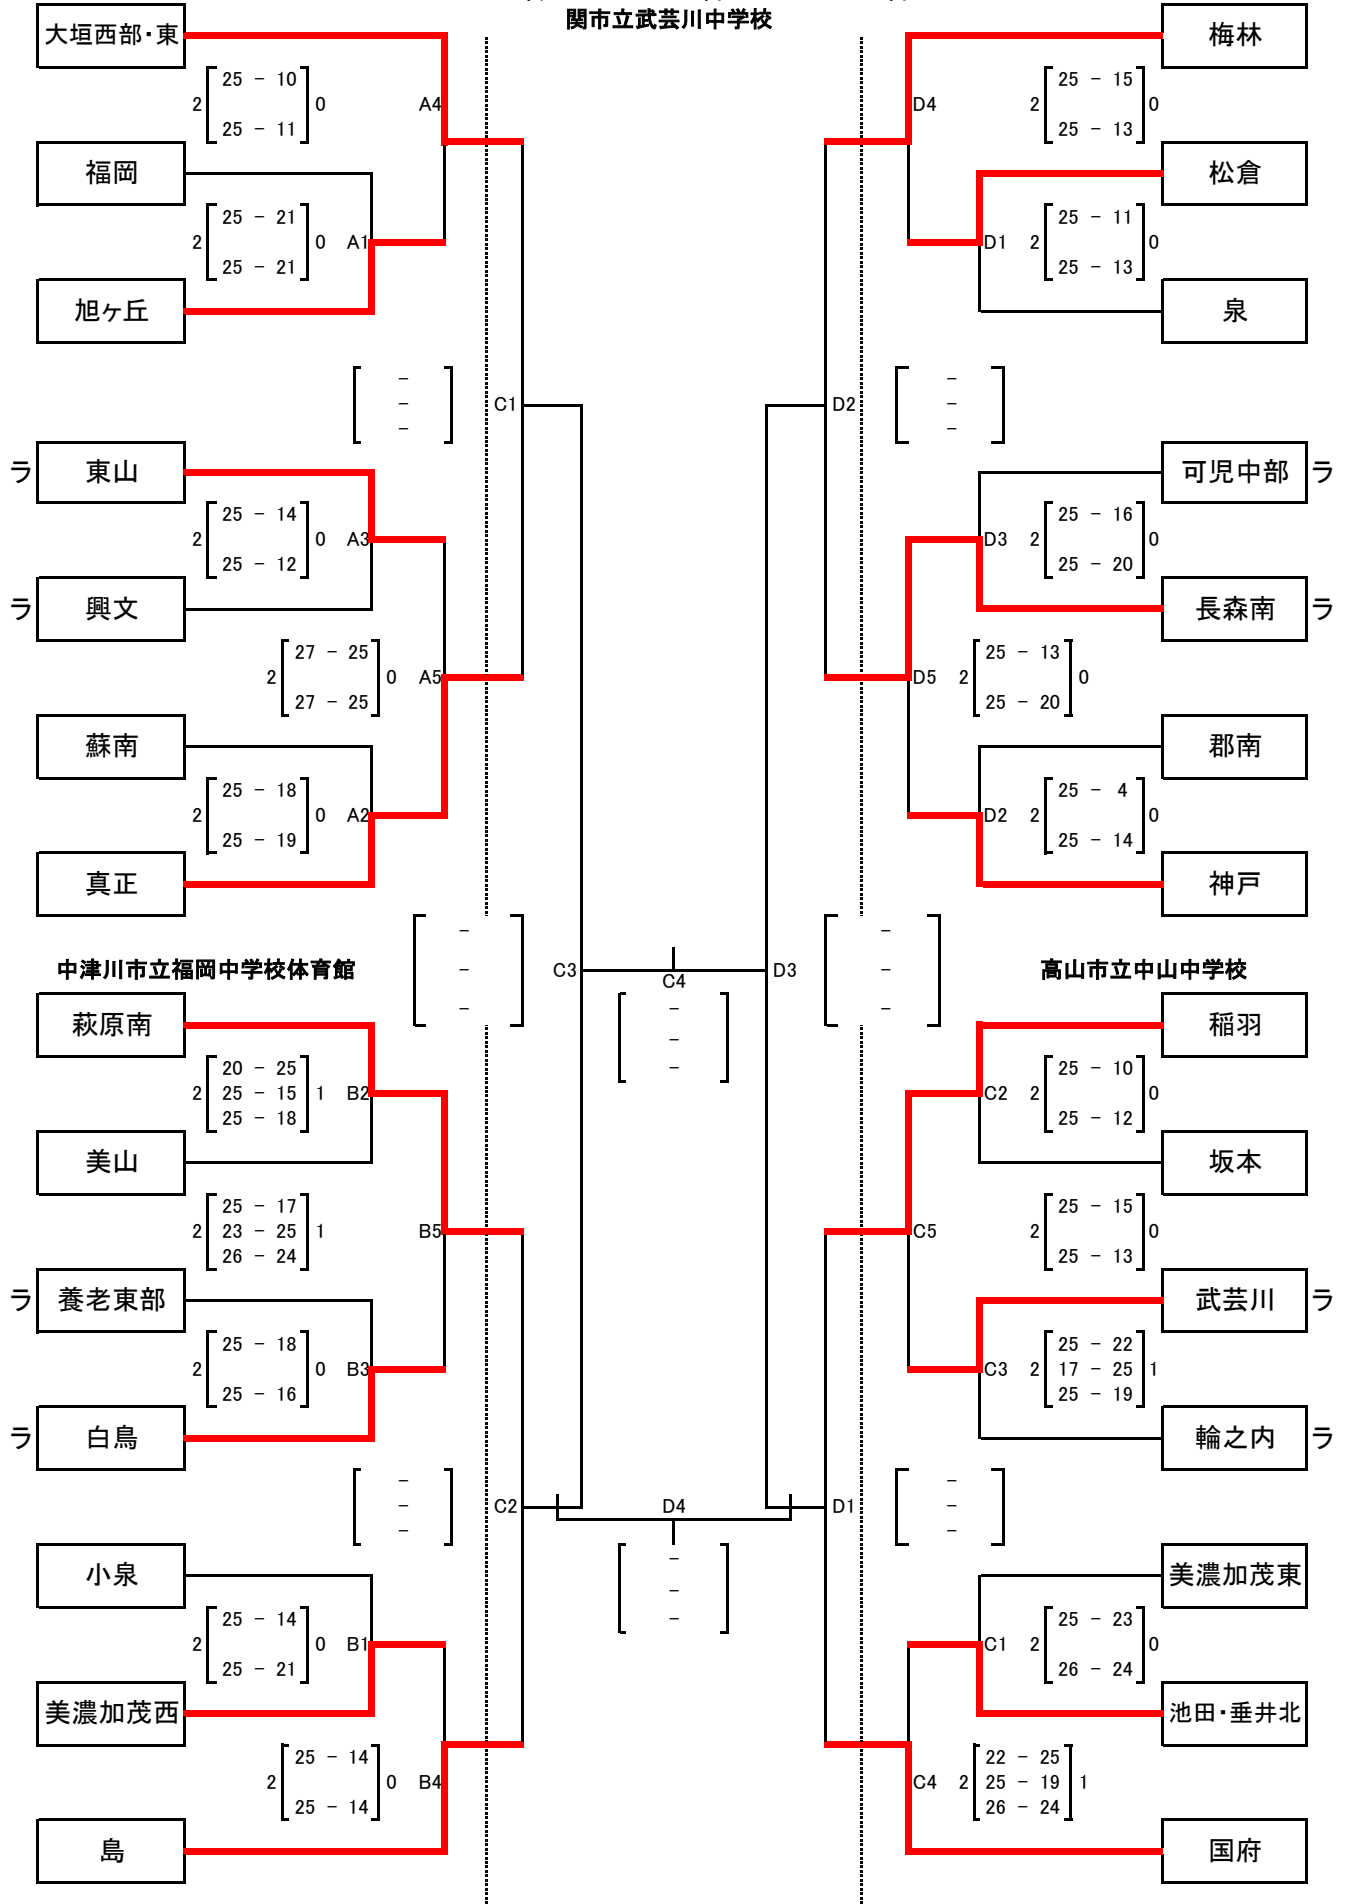 関市立武芸川中学校
大垣西部・東
2 25 - 10 0 A4
25 - 11
福岡
2 25 - 21 0 A1
25 - 21
旭ヶ丘
-
- C1
-
ラ 東山
2 25 - 14 0 A3
25 - 12
ラ 興文
2 27 - 25 0 A5
27 - 25
蘇南
2 25 - 18 0 A2
25 - 19
真正
-
- C3
-
中津川市立福岡中学校体育館
萩原南
20 - 25
2 25 - 15 1 B2
25 - 18
美山
25 - 17
2 23 - 25 1 B5
26 - 24
ラ 養老東部
2 25 - 18 0 B3
25 - 16
ラ 白鳥
-
- C2
-
小泉
2 25 - 14 0 B1
25 - 21
美濃加茂西
2 25 - 14 0 B4
25 - 14
島
C4
-
-
-
D4
-
-
-
梅林
D4 2 25 - 15 0
25 - 13
松倉
D1 2 25 - 11 0
25 - 13
泉
-
D2 -
-
可児中部 ラ
D3 2 25 - 16 0
25 - 20
長森南 ラ
D5 2 25 - 13 0
25 - 20
郡南
D2 2 25 - 4 0
25 - 14
神戸
-
D3 -
-
高山市立中山中学校
稲羽
C2 2 25 - 10 0
25 - 12
坂本
C5 2 25 - 15 0
25 - 13
武芸川 ラ
25 - 22
C3 2 17 - 25 1
25 - 19
輪之内 ラ
-
D1 -
-
美濃加茂東
C1 2 25 - 23 0
26 - 24
池田・垂井北
22 - 25
C4 2 25 - 19 1
26 - 24
国府